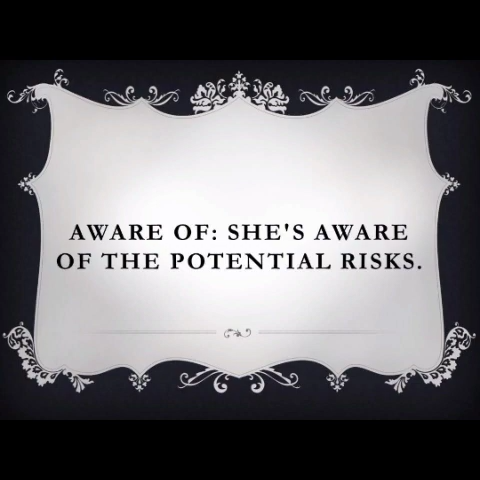 AWARE OF: SHE'S AWARE
OF THE POTENTIAL RISKS.